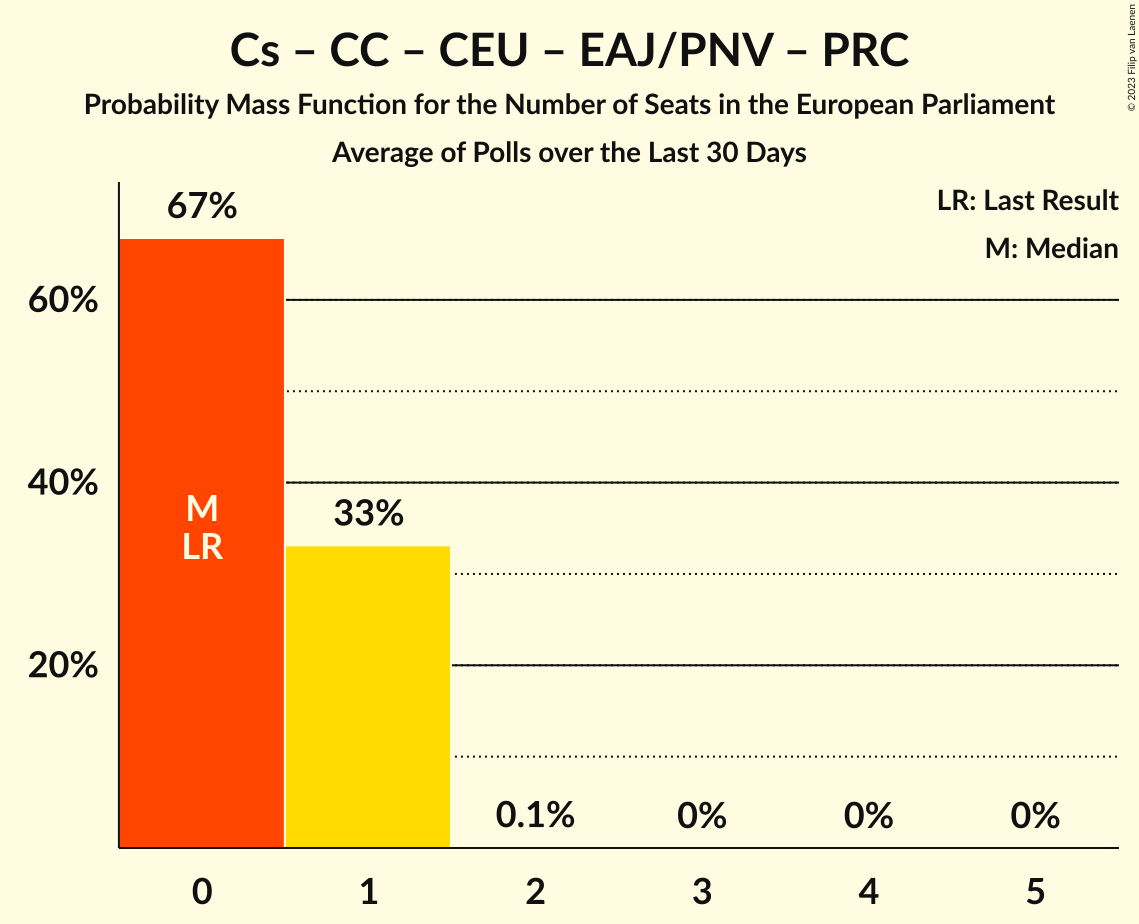 Cs – CC – CEU – EAJ/PNV – PRC
Probability Mass Function for the Number of Seats in the European Parliament
Average of Polls over the Last 30 Days
© 2023 Filip van Laenen
LR: Last Result
M: Median
67%
60%
40%
20%
M
LR
33%
0.1%
0%
0%
0%
0
1
2
3
4
5